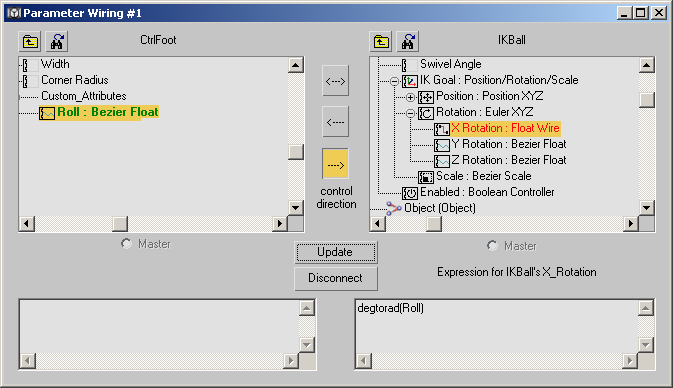 Parameter Wiring #1
CtrlFoot
IKBall
Width
Corner Radius
Custom_Attributes
Roll : Bezier Float
<--->
<----
---->
control
direction
Swivel Angle
IK Goal : Position/Rotation/Scale
Position : Position XYZ
Rotation : Euler XYZ
X Rotation : Float Wire
Y Rotation : Bezier Float
Z Rotation : Bezier Float
Scale : Bezier Scale
Enabled : Boolean Controller
Object (Object)
Master
Master
Update
Disconnect
Expression for IKBall's X_Rotation
degtorad(Roll)